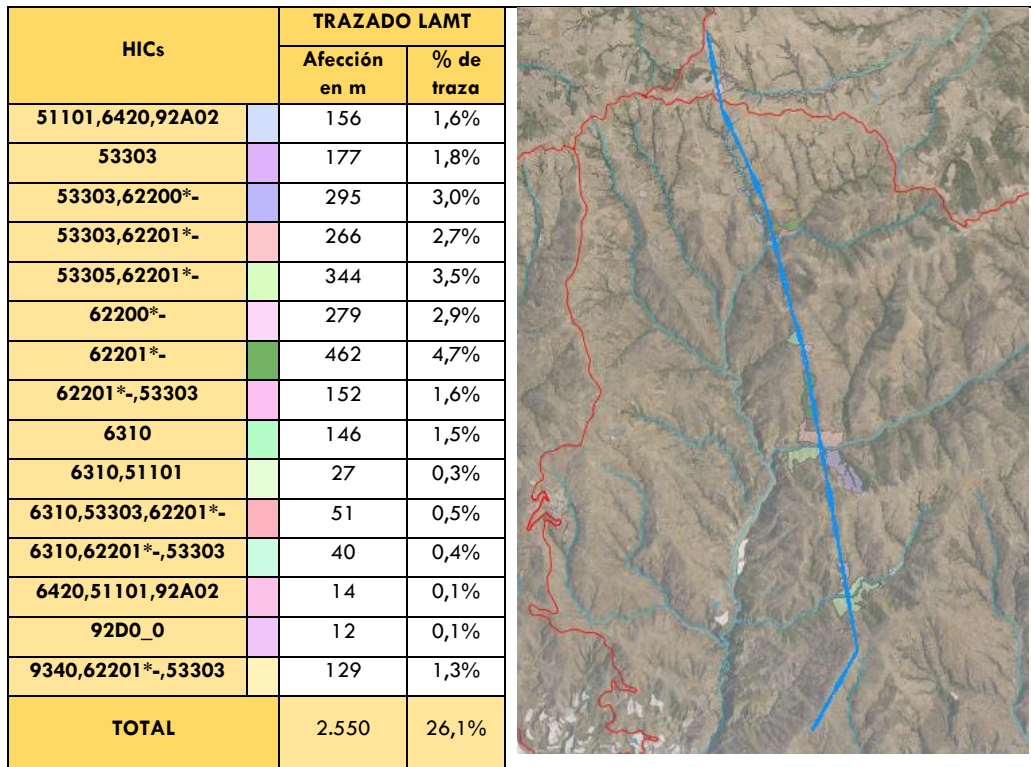 HICs
TRAZADO LAMT
Afección en m
% de traza
51101,6420,92A02 156 1,6%
53303 177 1,8%
53303,62200*- 295 3,0%
53303,62201*- 266 2,7%
53305,62201*- 344 3,5%
62200*- 279 2,9%
62201*- 462 4,7%
62201*-,53303 152 1,6%
6310 146 1,5%
6310,51101 27 0,3%
6310,53303,62201*- 51 0,5%
6310,62201*-,53303 40 0,4%
6420,51101,92A02 14 0,1%
92D0_0 12 0,1%
9340,62201*-,53303 129 1,3%
TOTAL 2.550 26,1%